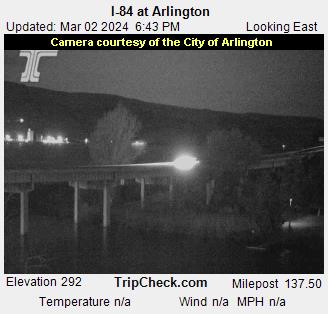 I-84 at Arlington
Updated: Mar 02 2024 6:43 PM Looking East
Camera courtesy of the City of Arlington
Elevation 292 TripCheck.com Milepost 137.50
Temperature n/a Wind n/a MPH n/a